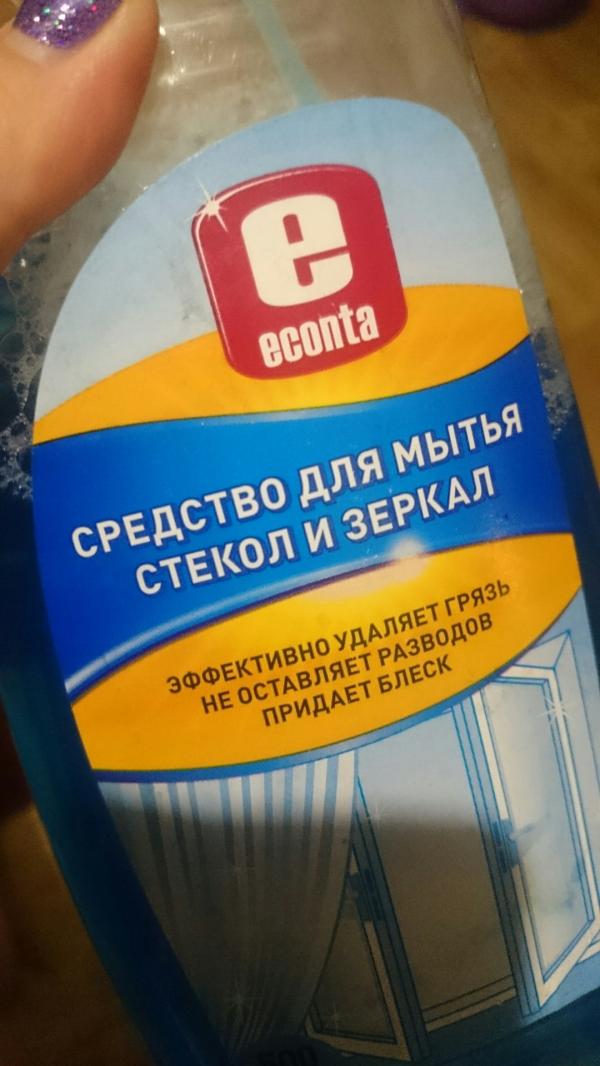 e
econta
СРЕДСТВО ДЛЯ МЫТЬЯ
СТЕКОЛ И ЗЕРКАЛ
ЭФФЕКТИВНО УДАЛЯЕТ ГРЯЗЬ
НЕ ОСТАВЛЯЕТ РАЗВОДОВ
ПРИДАЕТ БЛЕСК